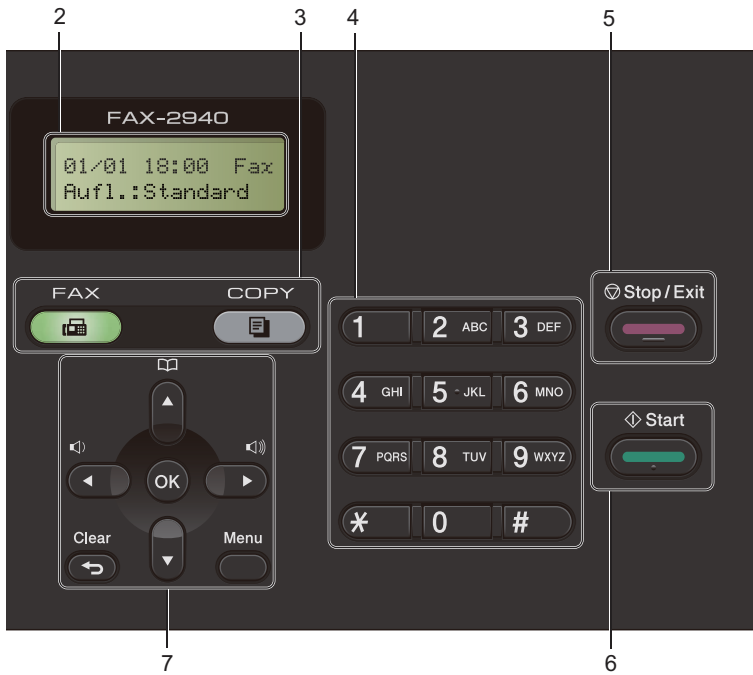 2 3 4 5
FAX-2940
01/01 18:00 Fax
Aufl.:Standard
FAX COPY
Stop / Exit
1 2 ABC 3 DEF
4 GHI 5 JKL 6 MNO
Start
7 PQRS 8 TUV 9 WXYZ
OK
Clear Menu
* 0 #
7 6